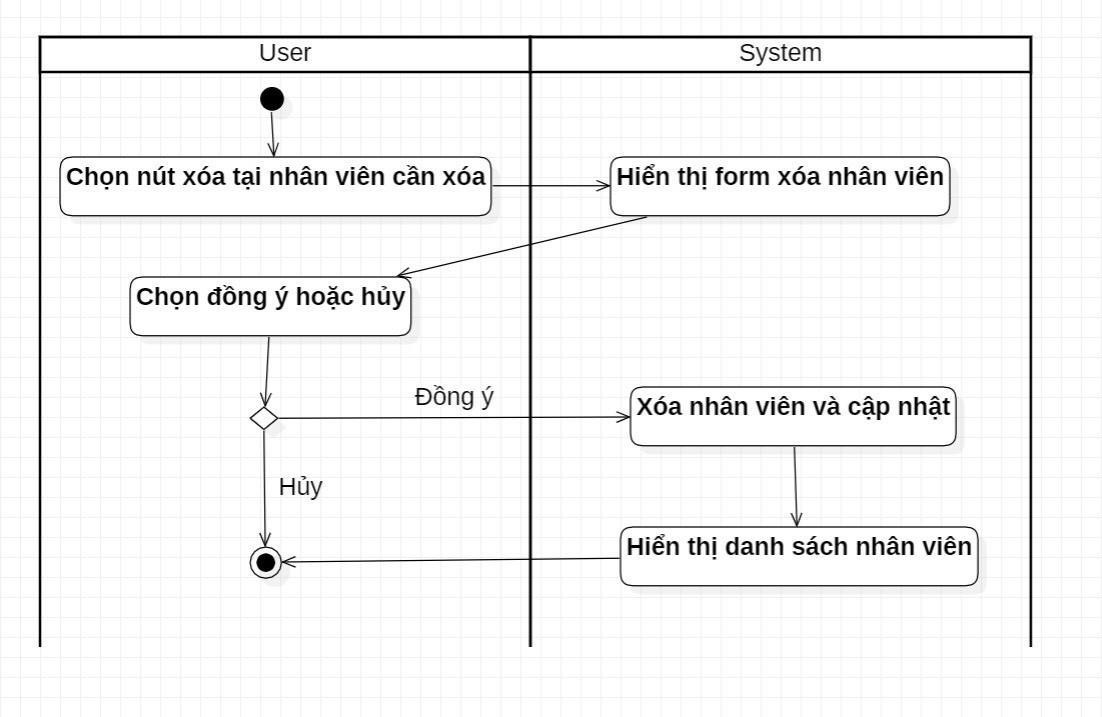 User
System
Chọn nút xóa tại nhân viên cần xóa
Hiển thị form xóa nhân viên
Chọn đồng ý hoặc hủy
Đồng ý
Xóa nhân viên và cập nhật
Hủy
Hiển thị danh sách nhân viên